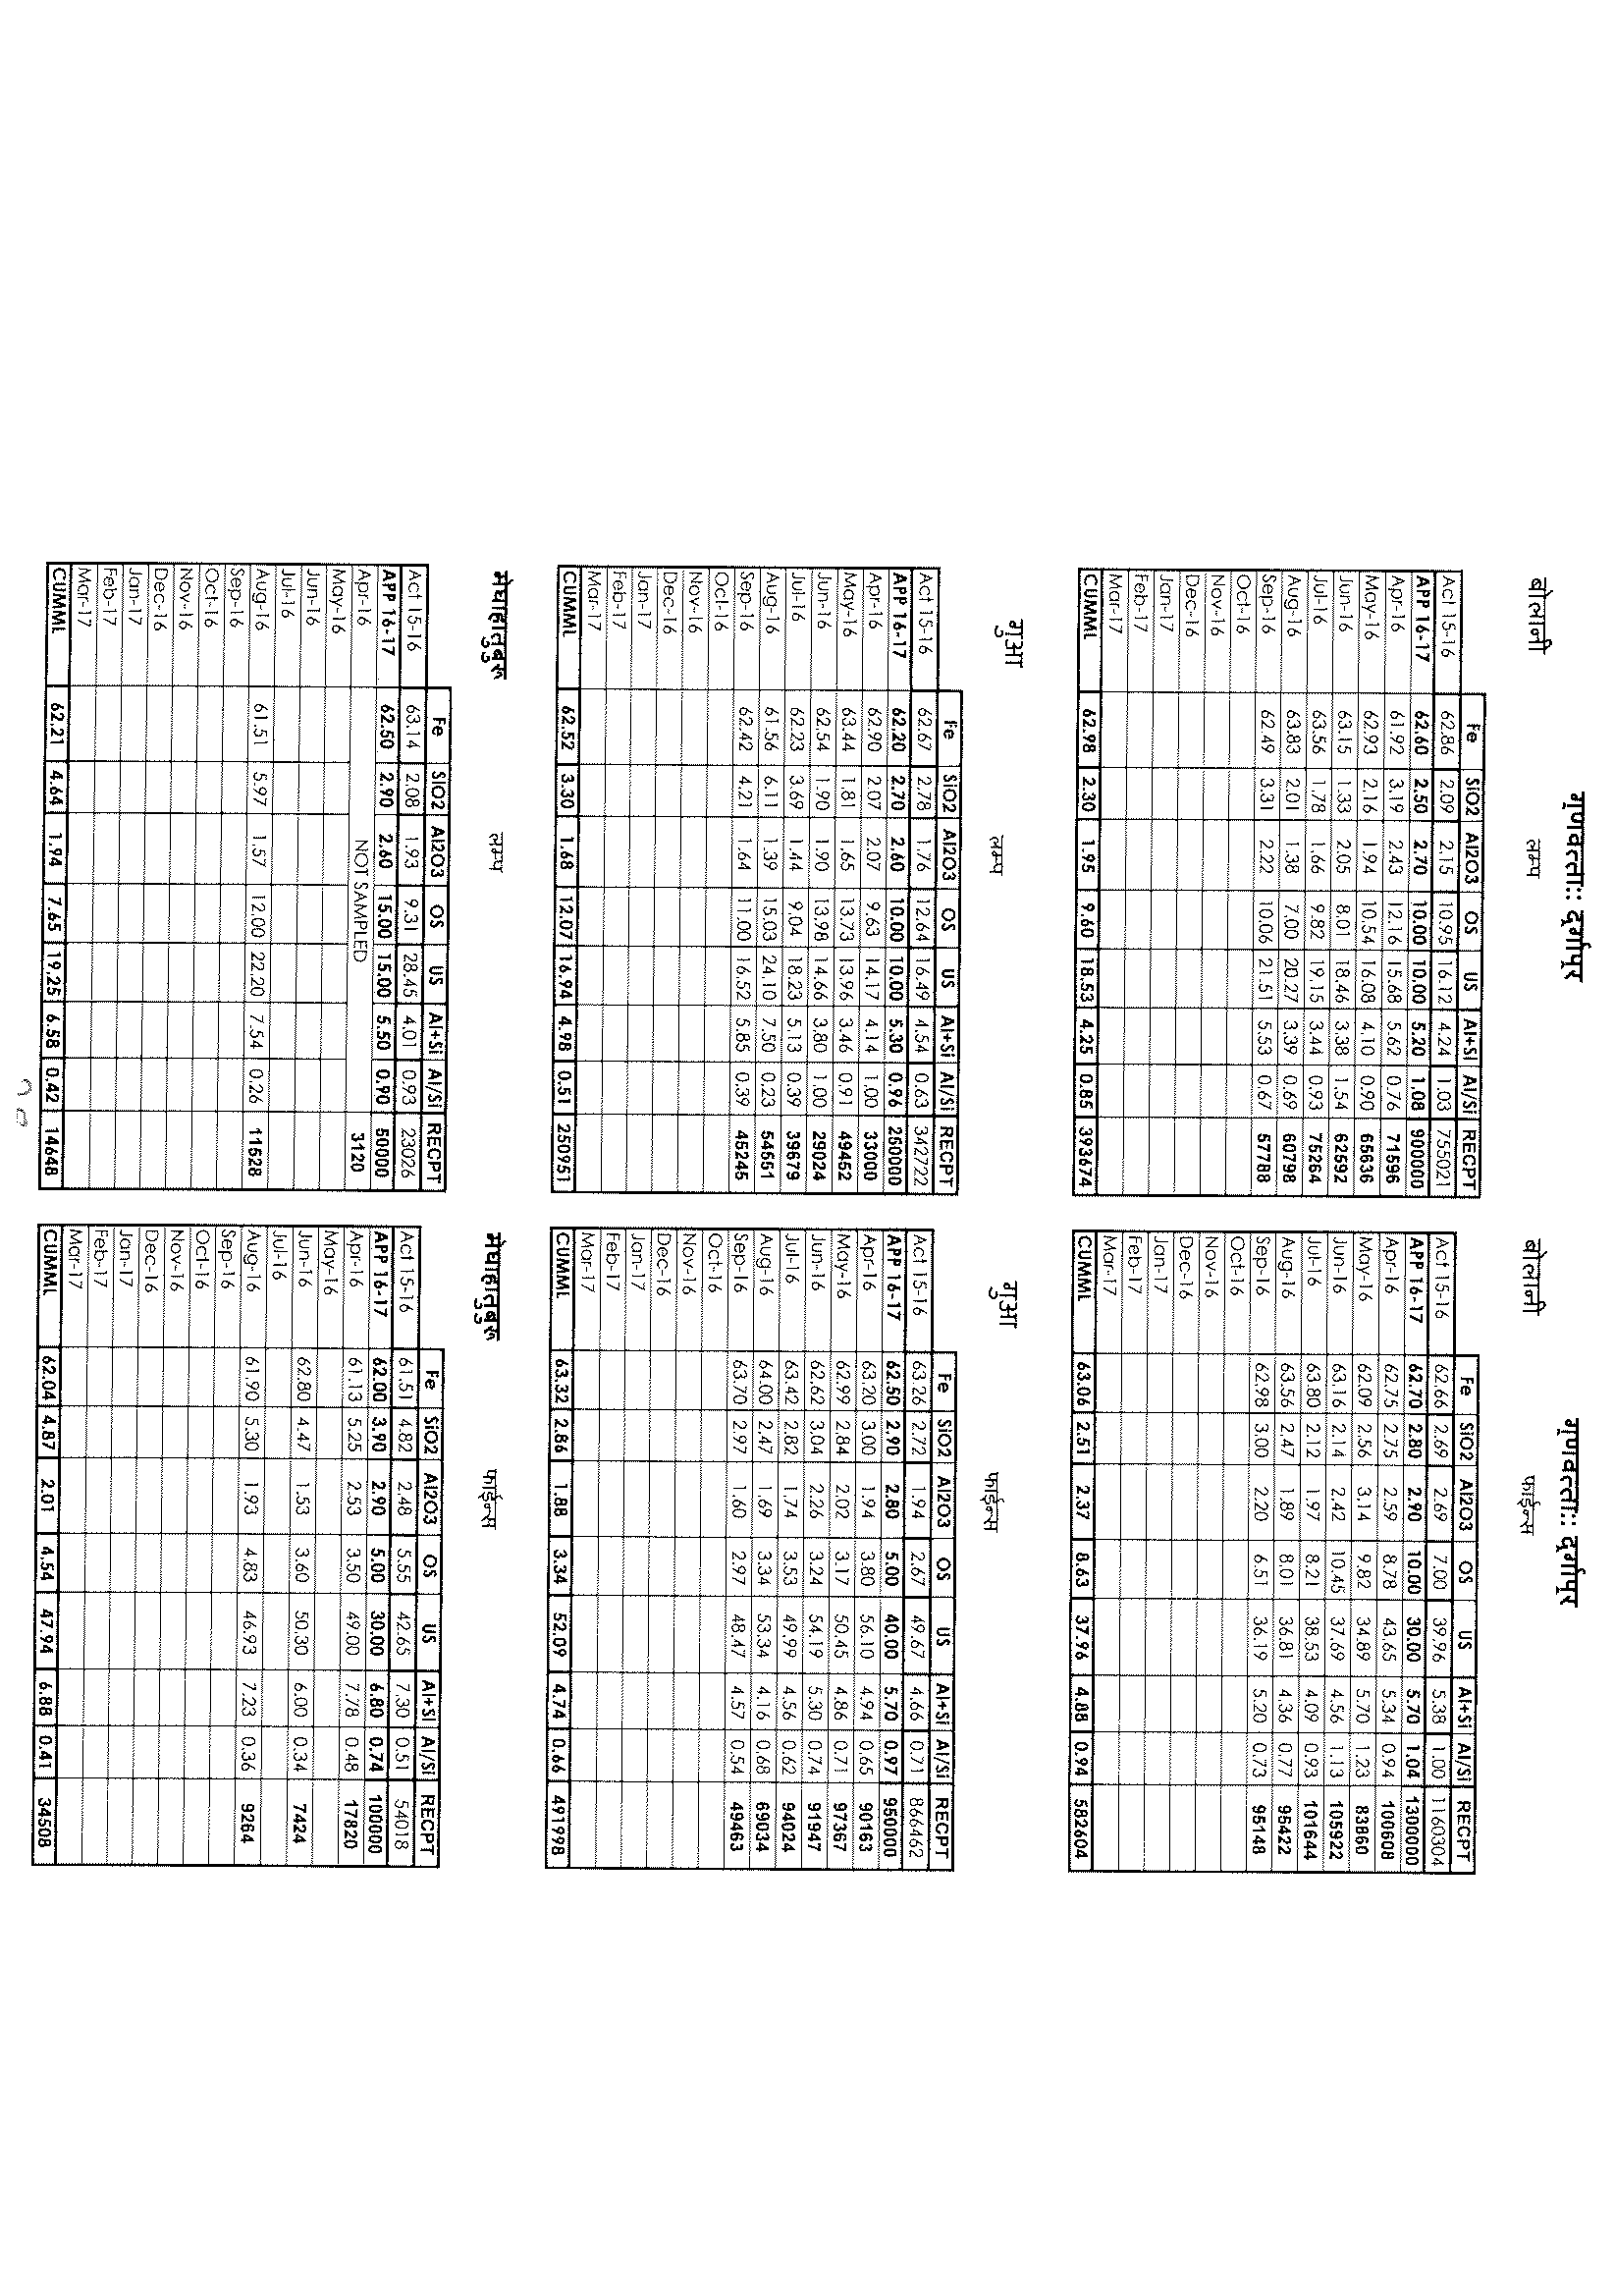 गुणवत्ता:: दुर्गापुर
बोलानी लम्प
Fe SiO2 Al2O3 OS US Al+Si Al/Si RECPT
Act 15-16 62.86 2.09 2.15 10.95 16.12 4.24 1.03 755021
APP 16-17 62.60 2.50 2.70 10.00 10.00 5.20 1.08 900000
Apr-16 61.92 3.19 2.43 12.16 15.68 5.62 0.76 71596
May-16 62.93 2.16 1.94 10.54 16.08 4.10 0.90 65636
Jun-16 63.15 1.33 2.05 8.01 18.46 3.38 1.54 62592
Jul-16 63.56 1.78 1.66 9.82 19.15 3.44 0.93 75264
Aug-16 63.83 2.01 1.38 7.00 20.27 3.39 0.69 60798
Sep-16 62.49 3.31 2.22 10.06 21.51 5.53 0.67 57788
Oct-16
Nov-16
Dec-16
Jan-17
Feb-17
Mar-17
CUMML 62.98 2.30 1.95 9.60 18.53 4.25 0.85 393674
गुआ लम्प
Fe SiO2 Al2O3 OS US Al+Si Al/Si RECPT
Act 15-16 62.67 2.78 1.76 12.64 16.49 4.54 0.63 342722
APP 16-17 62.20 2.70 2.60 10.00 10.00 5.30 0.96 250000
Apr-16 62.90 2.07 2.07 9.63 14.17 4.14 1.00 33000
May-16 63.44 1.81 1.65 13.73 13.96 3.46 0.91 49452
Jun-16 62.54 1.90 1.90 13.98 14.66 3.80 1.00 29024
Jul-16 62.23 3.69 1.44 9.04 18.23 5.13 0.39 39679
Aug-16 61.56 6.11 1.39 15.03 24.10 7.50 0.23 54551
Sep-16 62.42 4.21 1.64 11.00 16.52 5.85 0.39 45245
Oct-16
Nov-16
Dec-16
Jan-17
Feb-17
Mar-17
CUMML 62.52 3.30 1.68 12.07 16.94 4.98 0.51 250951
मेघाहातुबुरु लम्प
Fe SiO2 Al2O3 OS US Al+Si Al/Si RECPT
Act 15-16 63.14 2.08 1.93 9.31 28.45 4.01 0.93 23026
APP 16-17 62.50 2.90 2.60 15.00 15.00 5.50 0.90 50000
Apr-16 NOT SAMPLED 3120
May-16
Jun-16
Jul-16
Aug-16 61.51 5.97 1.57 12.00 22.20 7.54 0.26 11528
Sep-16
Oct-16
Nov-16
Dec-16
Jan-17
Feb-17
Mar-17
CUMML 62.21 4.64 1.94 7.65 19.25 6.58 0.42 14648
गुणवत्ता:: दुर्गापुर
बोलानी फाईन्स
Fe SiO2 Al2O3 OS US Al+Si Al/Si RECPT
Act 15-16 62.66 2.69 2.69 7.00 39.96 5.38 1.00 1160304
APP 16-17 62.70 2.80 2.90 10.00 30.00 5.70 1.04 1300000
Apr-16 62.75 2.75 2.59 8.78 43.65 5.34 0.94 100608
May-16 62.09 2.56 3.14 9.82 34.89 5.70 1.23 83860
Jun-16 63.16 2.14 2.42 10.45 37.69 4.56 1.13 105922
Jul-16 63.80 2.12 1.97 8.21 38.53 4.09 0.93 101644
Aug-16 63.56 2.47 1.89 8.01 36.81 4.36 0.77 95422
Sep-16 62.98 3.00 2.20 6.51 36.19 5.20 0.73 95148
Oct-16
Nov-16
Dec-16
Jan-17
Feb-17
Mar-17
CUMML 63.06 2.51 2.37 8.63 37.96 4.88 0.94 582604
गुआ फाईन्स
Fe SiO2 Al2O3 OS US Al+Si Al/Si RECPT
Act 15-16 63.26 2.72 1.94 2.67 49.67 4.66 0.71 866462
APP 16-17 62.50 2.90 2.80 5.00 40.00 5.70 0.97 950000
Apr-16 63.20 3.00 1.94 3.80 56.10 4.94 0.65 90163
May-16 62.99 2.84 2.02 3.17 50.45 4.86 0.71 97367
Jun-16 62.62 3.04 2.26 3.24 54.19 5.30 0.74 91947
Jul-16 63.42 2.82 1.74 3.53 49.99 4.56 0.62 94024
Aug-16 64.00 2.47 1.69 3.34 53.34 4.16 0.68 69034
Sep-16 63.70 2.97 1.60 2.97 48.47 4.57 0.54 49463
Oct-16
Nov-16
Dec-16
Jan-17
Feb-17
Mar-17
CUMML 63.32 2.86 1.88 3.34 52.09 4.74 0.66 491998
मेघाहातुबुरु फाईन्स
Fe SiO2 Al2O3 OS US Al+Si Al/Si RECPT
Act 15-16 61.51 4.82 2.48 5.55 42.65 7.30 0.51 54018
APP 16-17 62.00 3.90 2.90 5.00 30.00 6.80 0.74 100000
Apr-16 61.13 5.25 2.53 3.50 49.00 7.78 0.48 17820
May-16
Jun-16 62.80 4.47 1.53 3.60 50.30 6.00 0.34 7424
Jul-16
Aug-16 61.90 5.30 1.93 4.83 46.93 7.23 0.36 9264
Sep-16
Oct-16
Nov-16
Dec-16
Jan-17
Feb-17
Mar-17
CUMML 62.04 4.87 2.01 4.54 47.94 6.88 0.41 34508